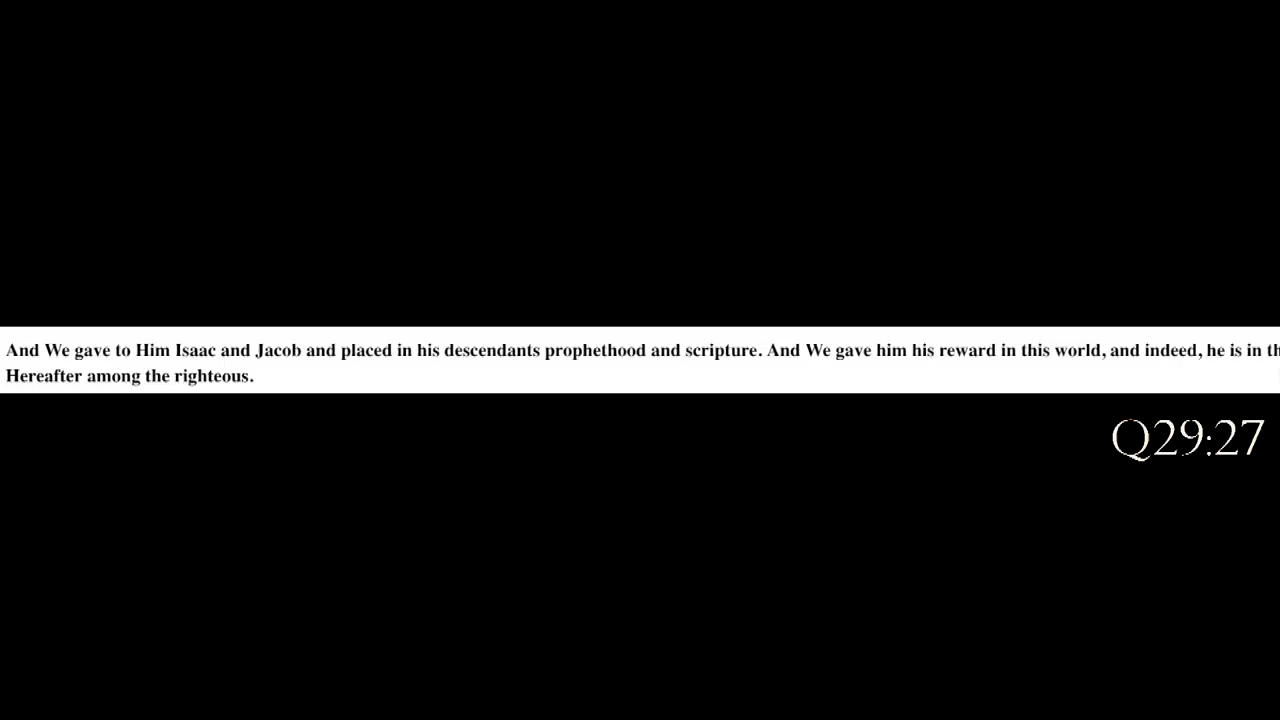 And We gave to Him Isaac and Jacob and placed in his descendants prophethood and scripture. And We gave him his reward in this world, and indeed, he is in th
Hereafter among the righteous.
Q29:27